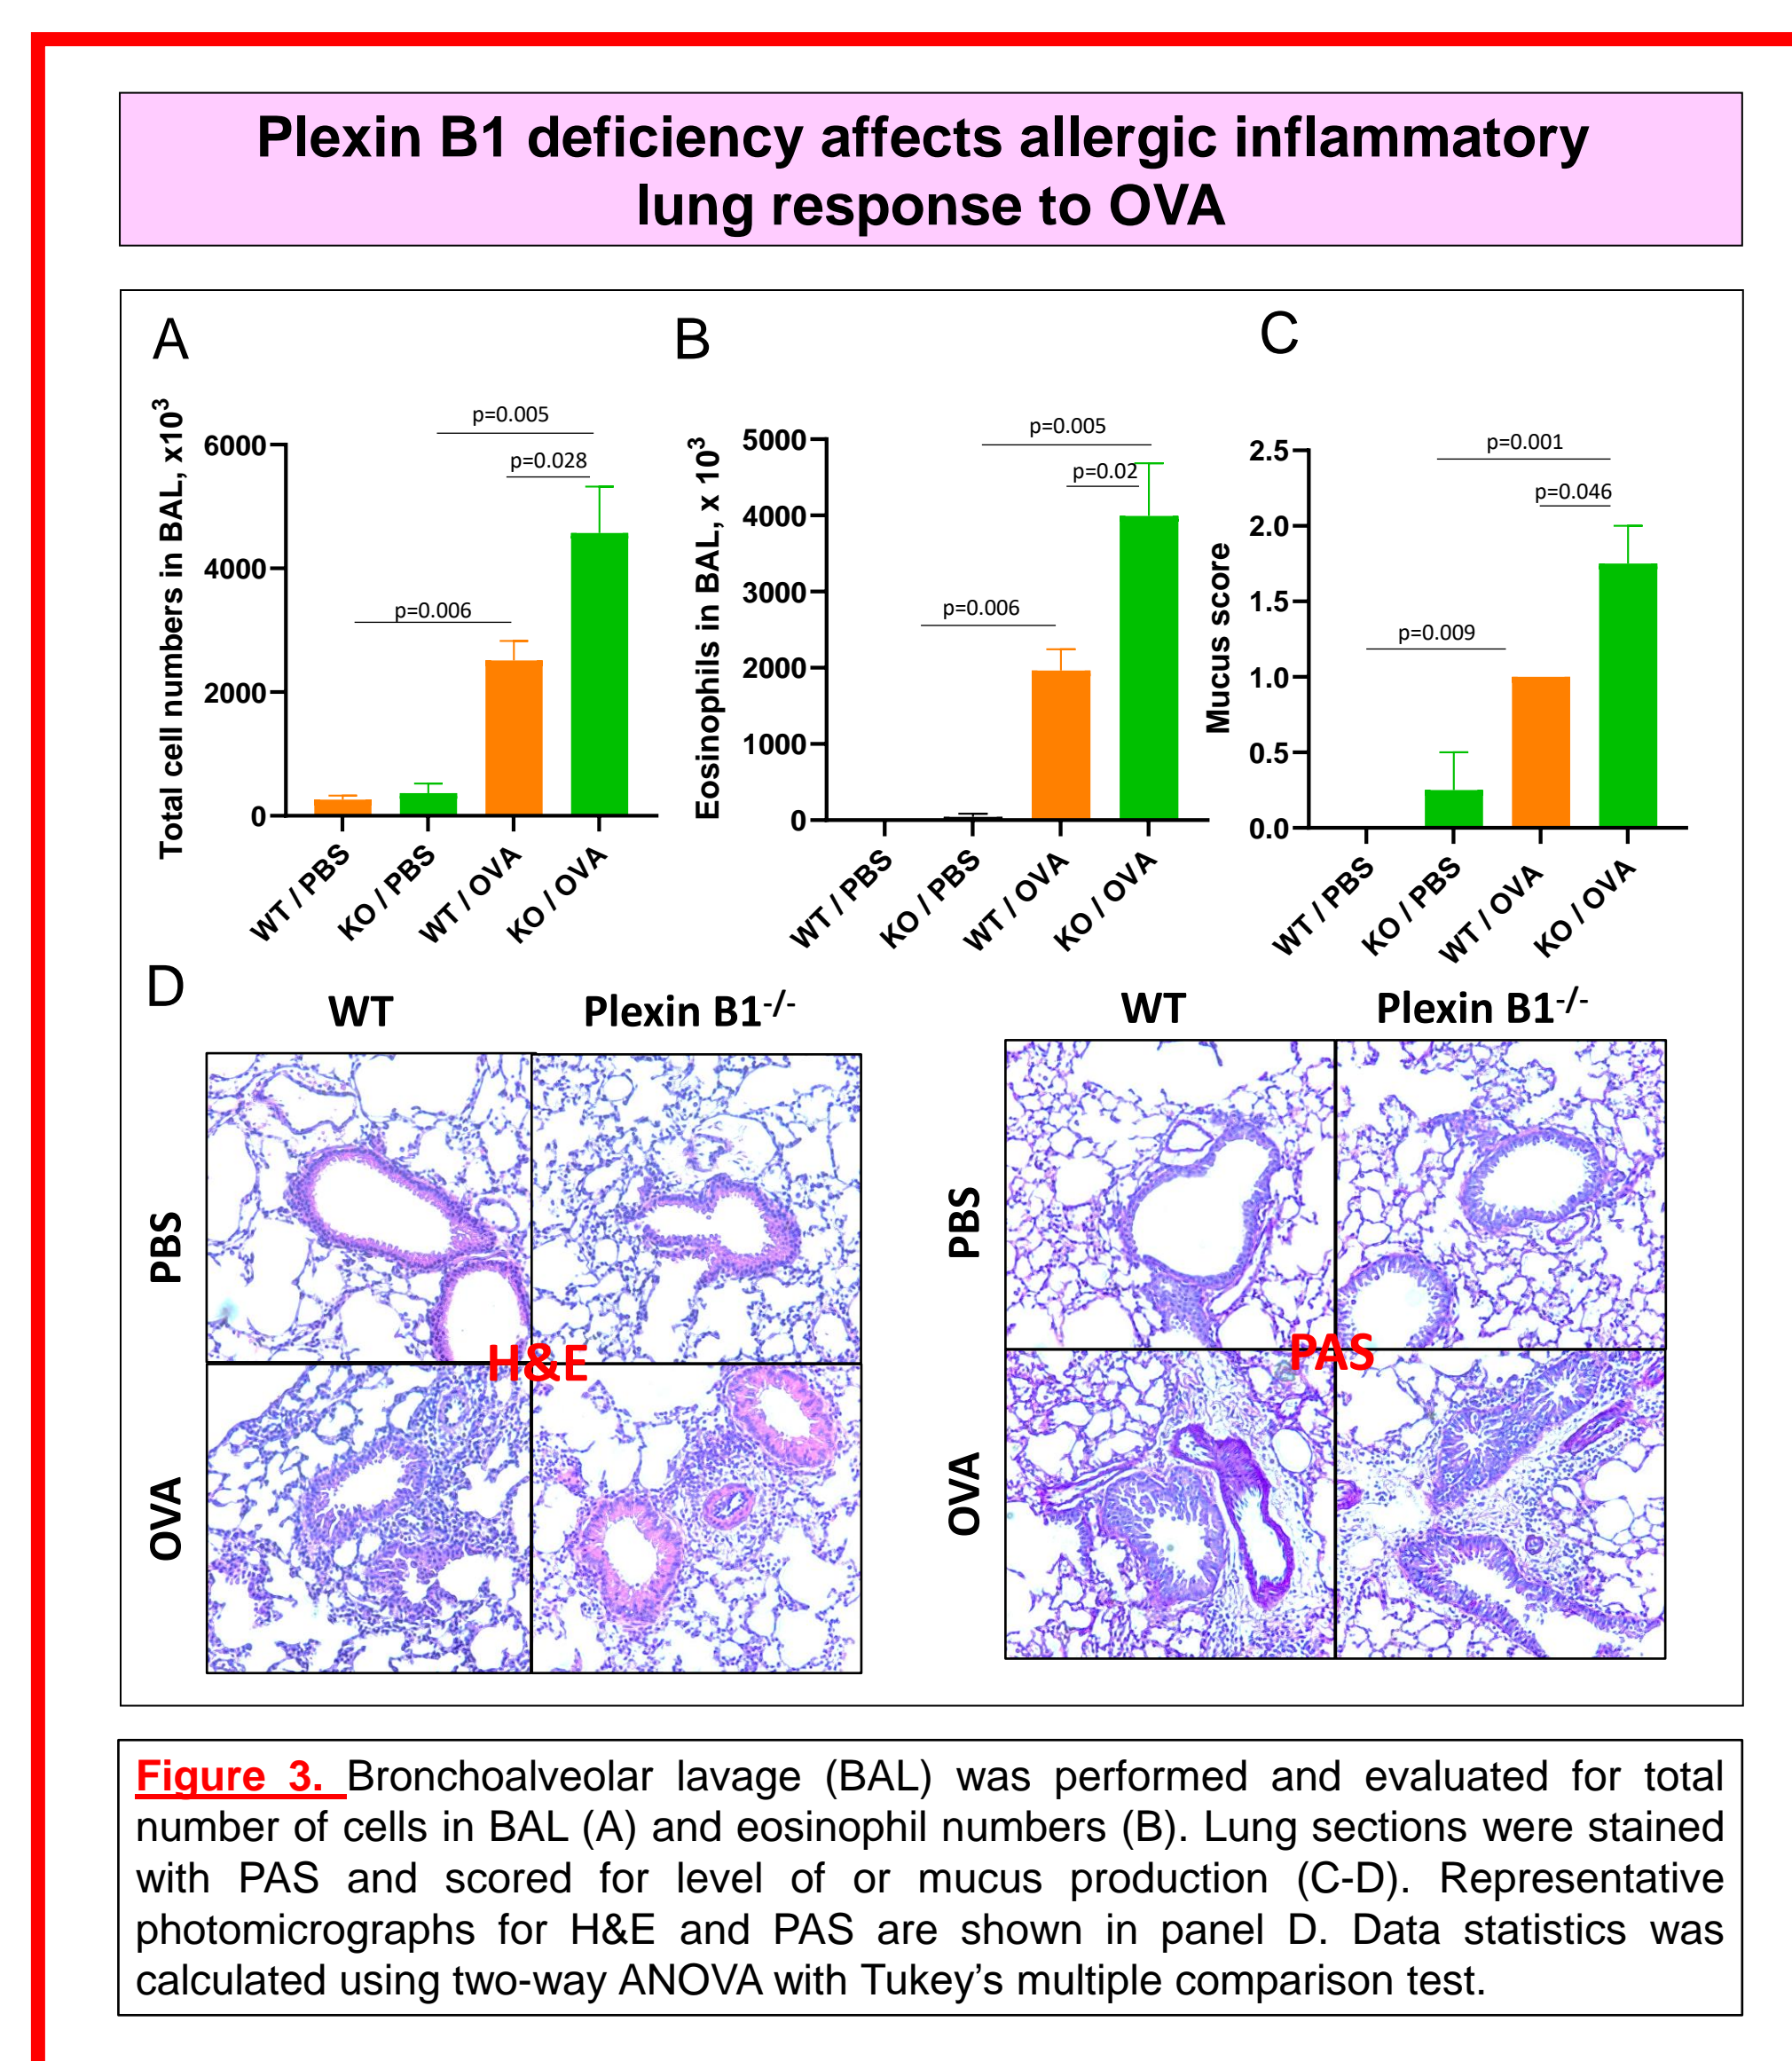 Plexin B1 deficiency affects allergic inflammatory
lung response to OVA
A
Total cell numbers in BAL, x10³
6000
4000
2000
0
p=0.005
p=0.028
p=0.006
WT / PBS
KO / PBS
WT / OVA
KO / OVA
B
Eosinophils in BAL, x 10³
5000
4000
3000
2000
1000
0
p=0.005
p=0.02
p=0.006
WT / PBS
KO / PBS
WT / OVA
KO / OVA
C
Mucus score
2.5
2.0
1.5
1.0
0.5
0.0
p=0.001
p=0.046
p=0.009
WT / PBS
KO / PBS
WT / OVA
KO / OVA
D
WT
Plexin B1-/-
PBS
OVA
H&E
WT
Plexin B1-/-
PBS
OVA
PAS
Figure 3. Bronchoalveolar lavage (BAL) was performed and evaluated for total
number of cells in BAL (A) and eosinophil numbers (B). Lung sections were stained
with PAS and scored for level of or mucus production (C-D). Representative
photomicrographs for H&E and PAS are shown in panel D. Data statistics was
calculated using two-way ANOVA with Tukey's multiple comparison test.